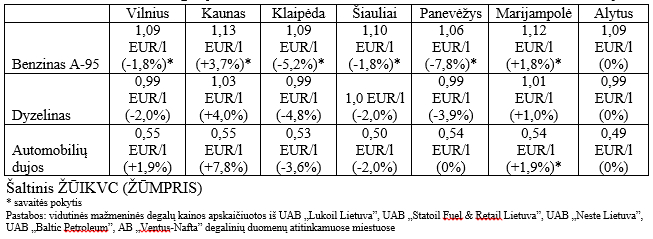 Vilnius Kaunas Klaipėda Šiauliai Panevėžys Marijampolė Alytus
1,09 1,13 1,09 1,10 1,06 1,12 1,09
EUR/l EUR/l EUR/l EUR/l EUR/l EUR/l EUR/l
Benzinas A-95 (-1,8%)* (+3,7%)* (-5,2%)* (-1,8%)* (-7,8%)* (+1,8%)* (0%)
0,99 1,03 0,99 0,99 1,01 0,99
EUR/l EUR/l EUR/l 1,0 EUR/l EUR/l EUR/l EUR/l
Dyzelinas (-2,0%) (+4,0%) (-4,8%) (-2,0%) (-3,9%) (+1,0%) (0%)
0,55 0,55 0,53 0,50 0,54 0,54 0,49
Automobilių EUR/l EUR/l EUR/l EUR/l EUR/l EUR/l EUR/l
dujos (+1,9%) (+7,8%) (-3,6%) (-2,0%) (0%) (+1,9%)* (0%)
Šaltinis ŽŪIKVC (ŽŪMPRIS)
* savaitės pokytis
Pastabos: vidutinės mažmeninės degalų kainos apskaičiuotos iš UAB „Lukoil Lietuva”, UAB „Statoil Fuel & Retail Lietuva”, UAB „Neste Lietuva”,
UAB „Baltic Petroleum”, AB „Ventus-Nafta” degalinių duomenų atitinkamuose miestuose